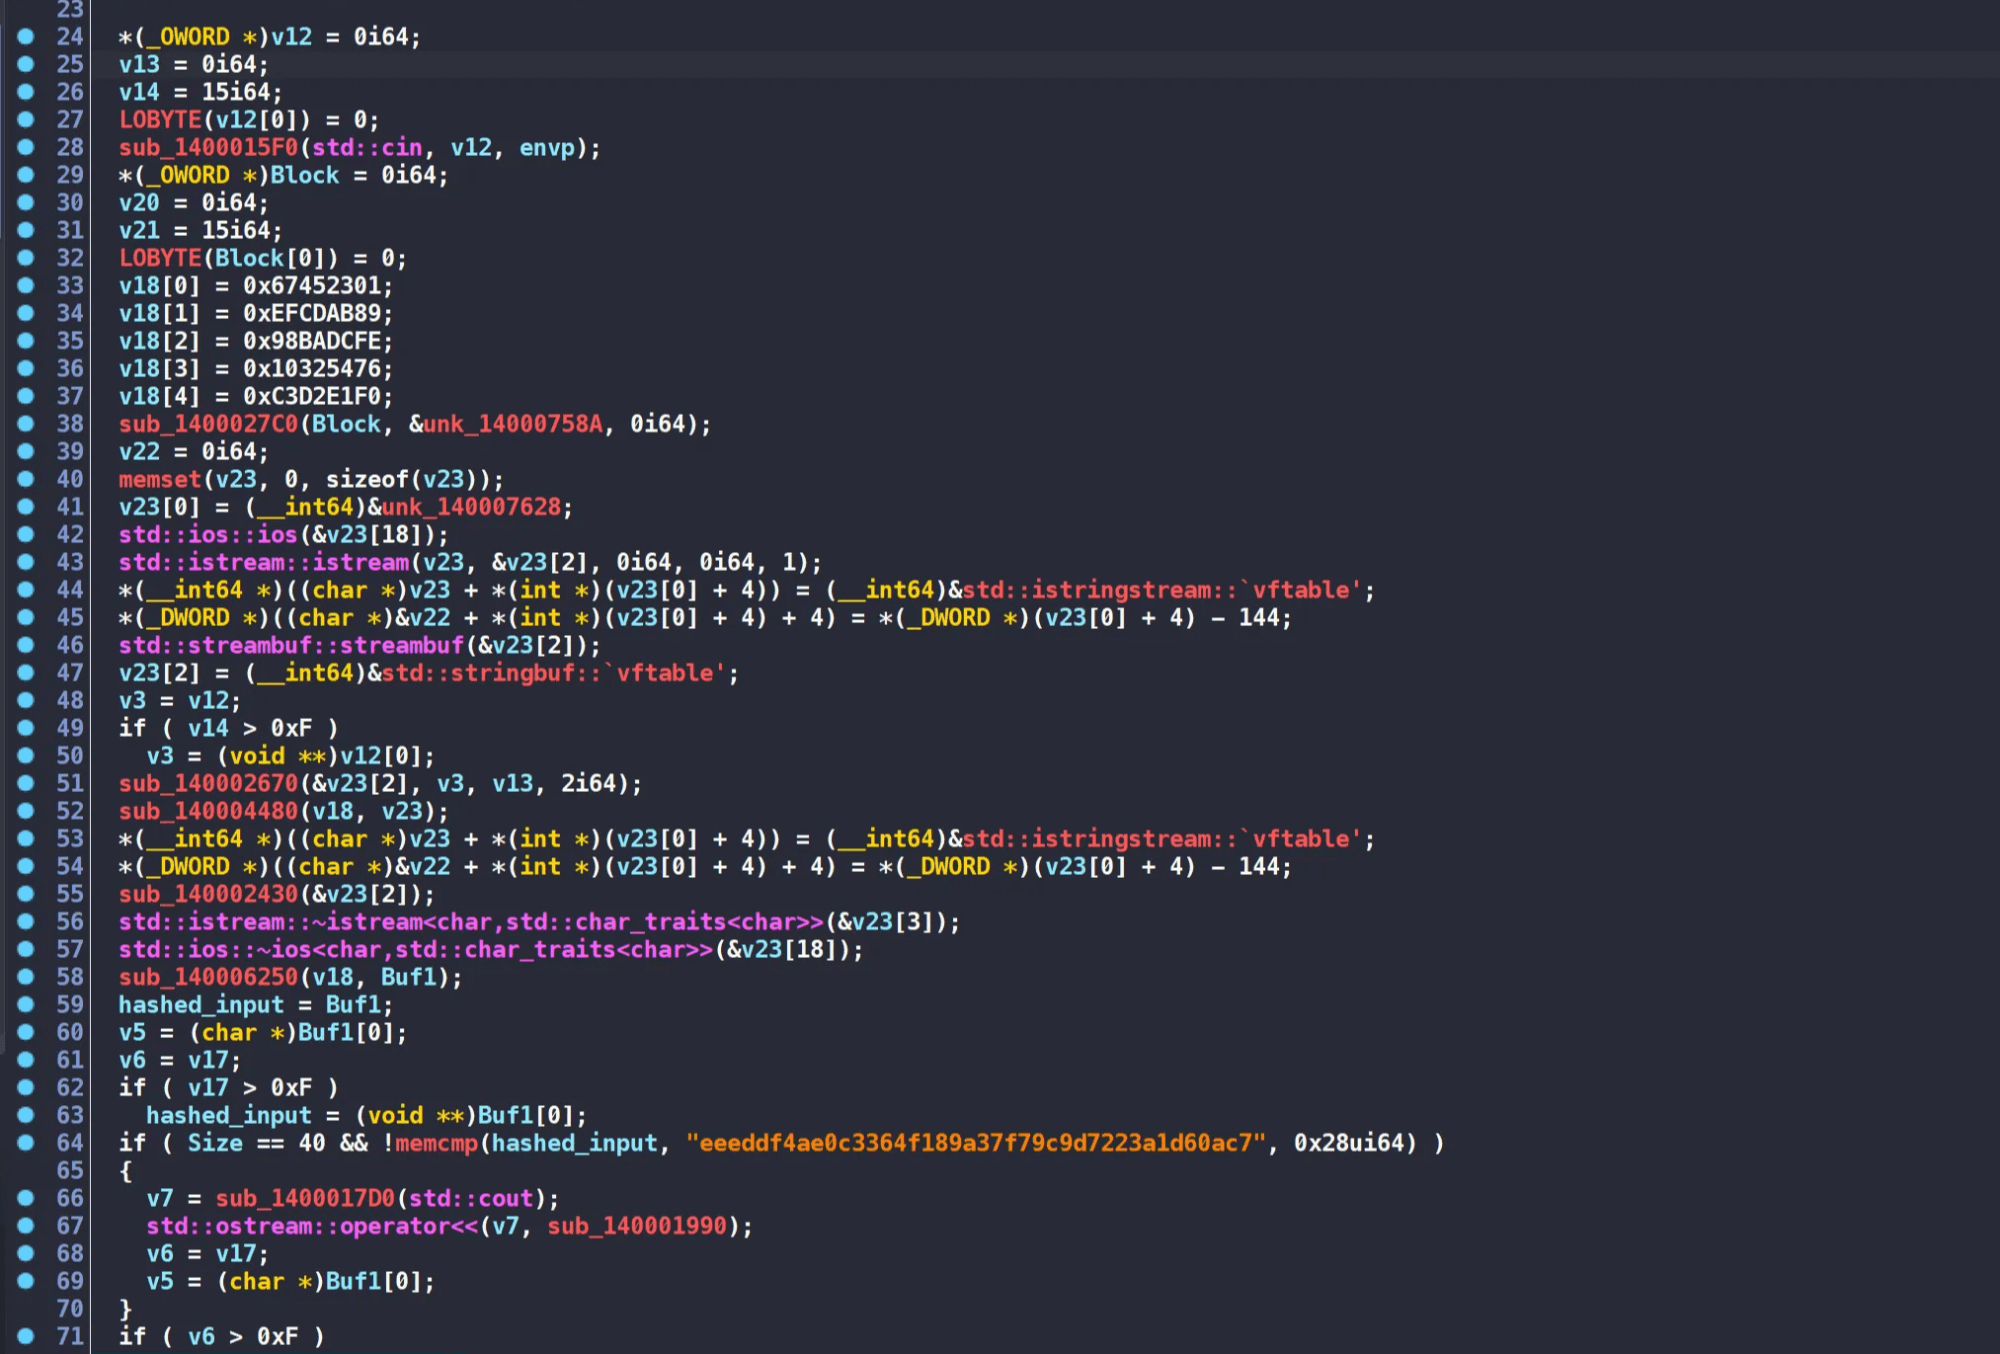 23
24 *(_OWORD *)v12 = 0i64;
25 v13 = 0i64;
26 v14 = 15i64;
27 LOBYTE(v12[0]) = 0;
28 sub_1400015F0(std::cin, v12, envp);
29 *(_OWORD *)Block = 0i64;
30 v20 = 0i64;
31 v21 = 15i64;
32 LOBYTE(Block[0]) = 0;
33 v18[0] = 0x67452301;
34 v18[1] = 0xEFCDAB89;
35 v18[2] = 0x98BADCFE;
36 v18[3] = 0x10325476;
37 v18[4] = 0xC3D2E1F0;
38 sub_1400027C0(Block, &unk_14000758A, 0i64);
39 v22 = 0i64;
40 memset(v23, 0, sizeof(v23));
41 v23[0] = (__int64)&unk_140007628;
42 std::ios::ios(&v23[18]);
43 std::istream::istream(v23, &v23[2], 0i64, 0i64, 1);
44 *(__int64 *)((char *)v23 + *(int *)(v23[0] + 4)) = (__int64)&std::istringstream::`vftable';
45 *(_DWORD *)((char *)&v22 + *(int *)(v23[0] + 4) + 4) = *(_DWORD *)(v23[0] + 4) - 144;
46 std::streambuf::streambuf(&v23[2]);
47 v23[2] = (__int64)&std::stringbuf::`vftable';
48 v3 = v12;
49 if ( v14 > 0xF )
50 v3 = (void **)v12[0];
51 sub_140002670(&v23[2], v3, v13, 2i64);
52 sub_140004480(v18, v23);
53 *(__int64 *)((char *)v23 + *(int *)(v23[0] + 4)) = (__int64)&std::istringstream::`vftable';
54 *(_DWORD *)((char *)&v22 + *(int *)(v23[0] + 4) + 4) = *(_DWORD *)(v23[0] + 4) - 144;
55 sub_140002430(&v23[2]);
56 std::istream::~istream<char,std::char_traits<char>>(&v23[3]);
57 std::ios::~ios<char,std::char_traits<char>>(&v23[18]);
58 sub_140006250(v18, Buf1);
59 hashed_input = Buf1;
60 v5 = (char *)Buf1[0];
61 v6 = v17;
62 if ( v17 > 0xF )
63 hashed_input = (void **)Buf1[0];
64 if ( Size == 40 && !memcmp(hashed_input, "eeeddf4ae0c3364f189a37f79c9d7223a1d60ac7", 0x28ui64) )
65 {
66 v7 = sub_1400017D0(std::cout);
67 std::ostream::operator<<(v7, sub_140001990);
68 v6 = v17;
69 v5 = (char *)Buf1[0];
70 }
71 if ( v6 > 0xF )